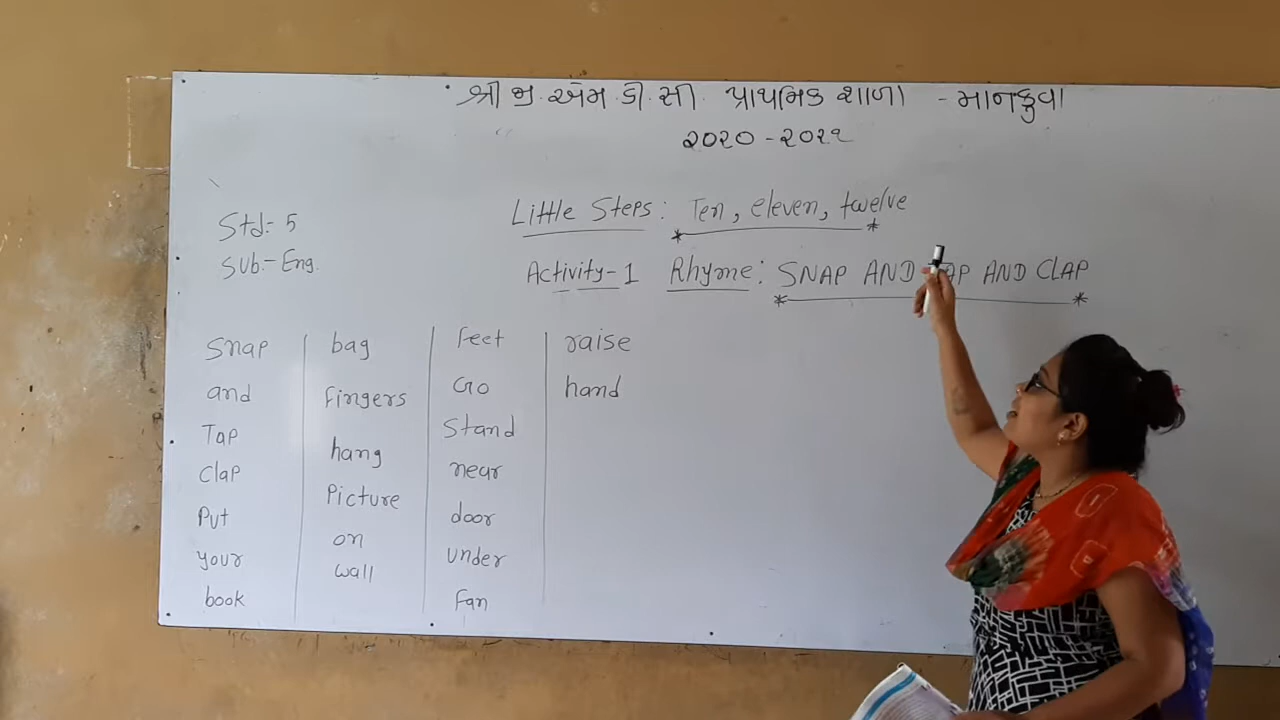 શ્રી જી. એમ. ડી. સી. પ્રાથમિક શાળા - માનકુવા
૨૦૨૦ - ૨૦૨૧
Std:- 5
Sub:- Eng.
Little Steps: Ten, eleven, twelve
Activity-1 Rhyme: SNAP AND TAP AND CLAP
Snap
and
Tap
Clap
Put
your
book
bag
fingers
hang
Picture
on
wall
feet
Go
Stand
near
door
under
Fan
raise
hand